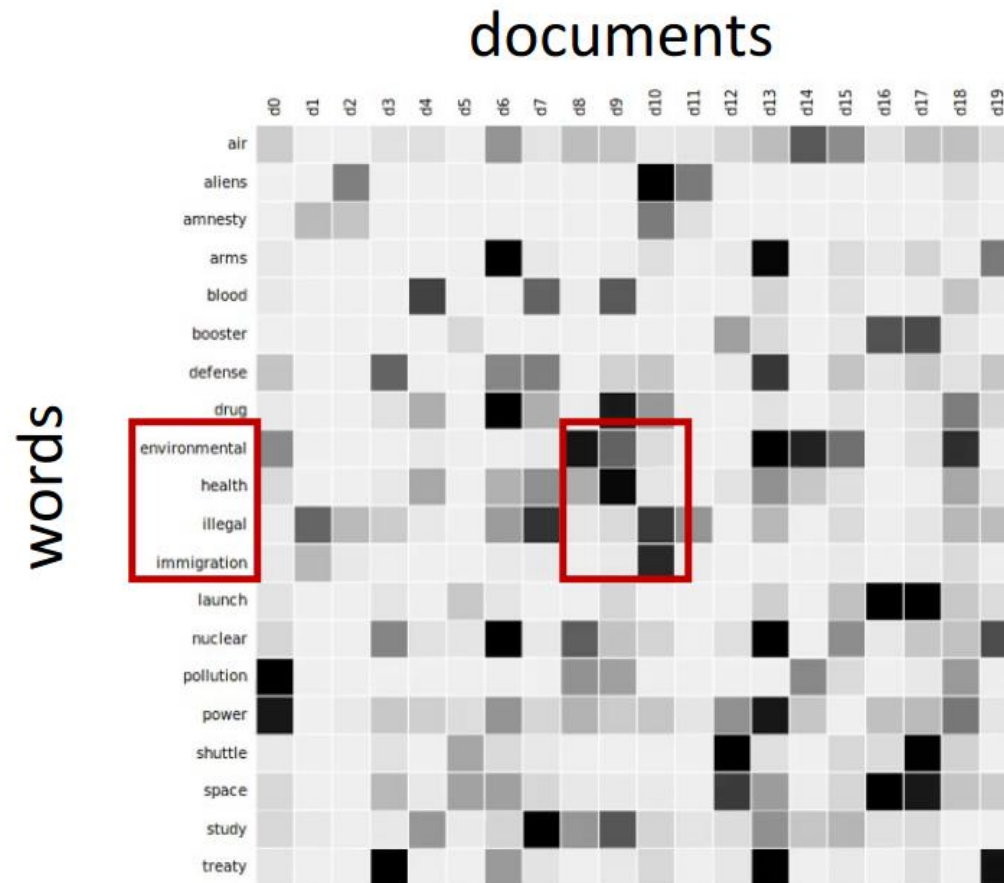 documents
d0 d1 d2 d3 d4 d5 d6 d7 d8 d9 d10 d11 d12 d13 d14 d15 d16 d17 d18 d19
words
air
aliens
amnesty
arms
blood
booster
defense
drug
environmental
health
illegal
immigration
launch
nuclear
pollution
power
shuttle
space
study
treaty